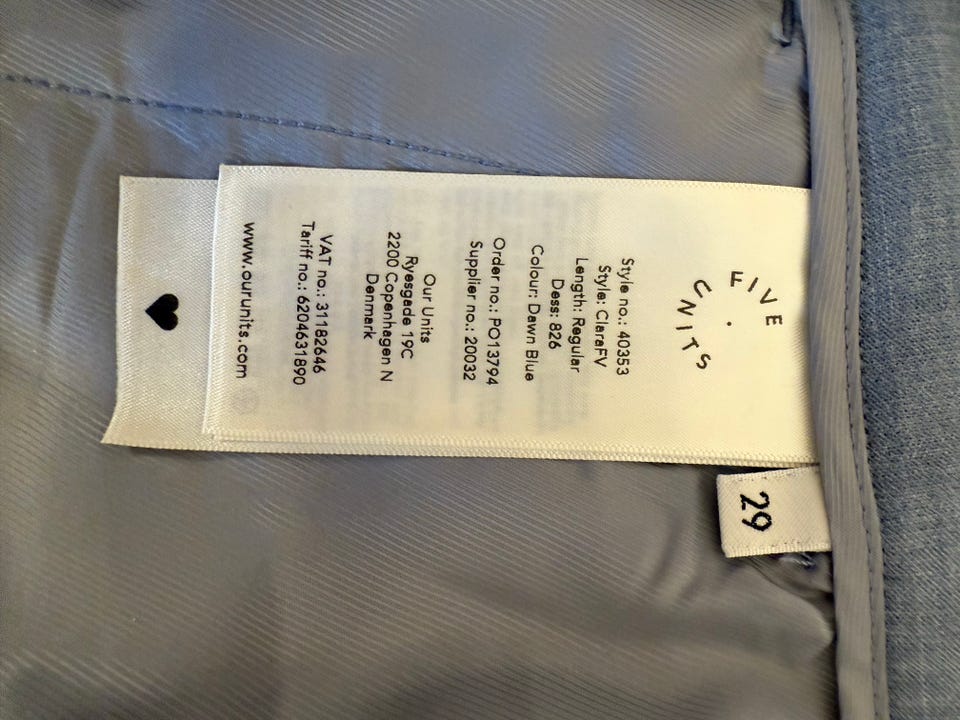 FIVE
UNITS
Style no.: 40353
Style: ClaraFV
Length: Regular
Dess: 826
Colour: Dawn Blue
Order no.: PO13794
Supplier no.: 20032
Our Units
Ryesgade 19C
2200 Copenhagen N
Denmark
VAT no.: 31182646
Tariff no.: 6204631890
www.ourunits.com
29